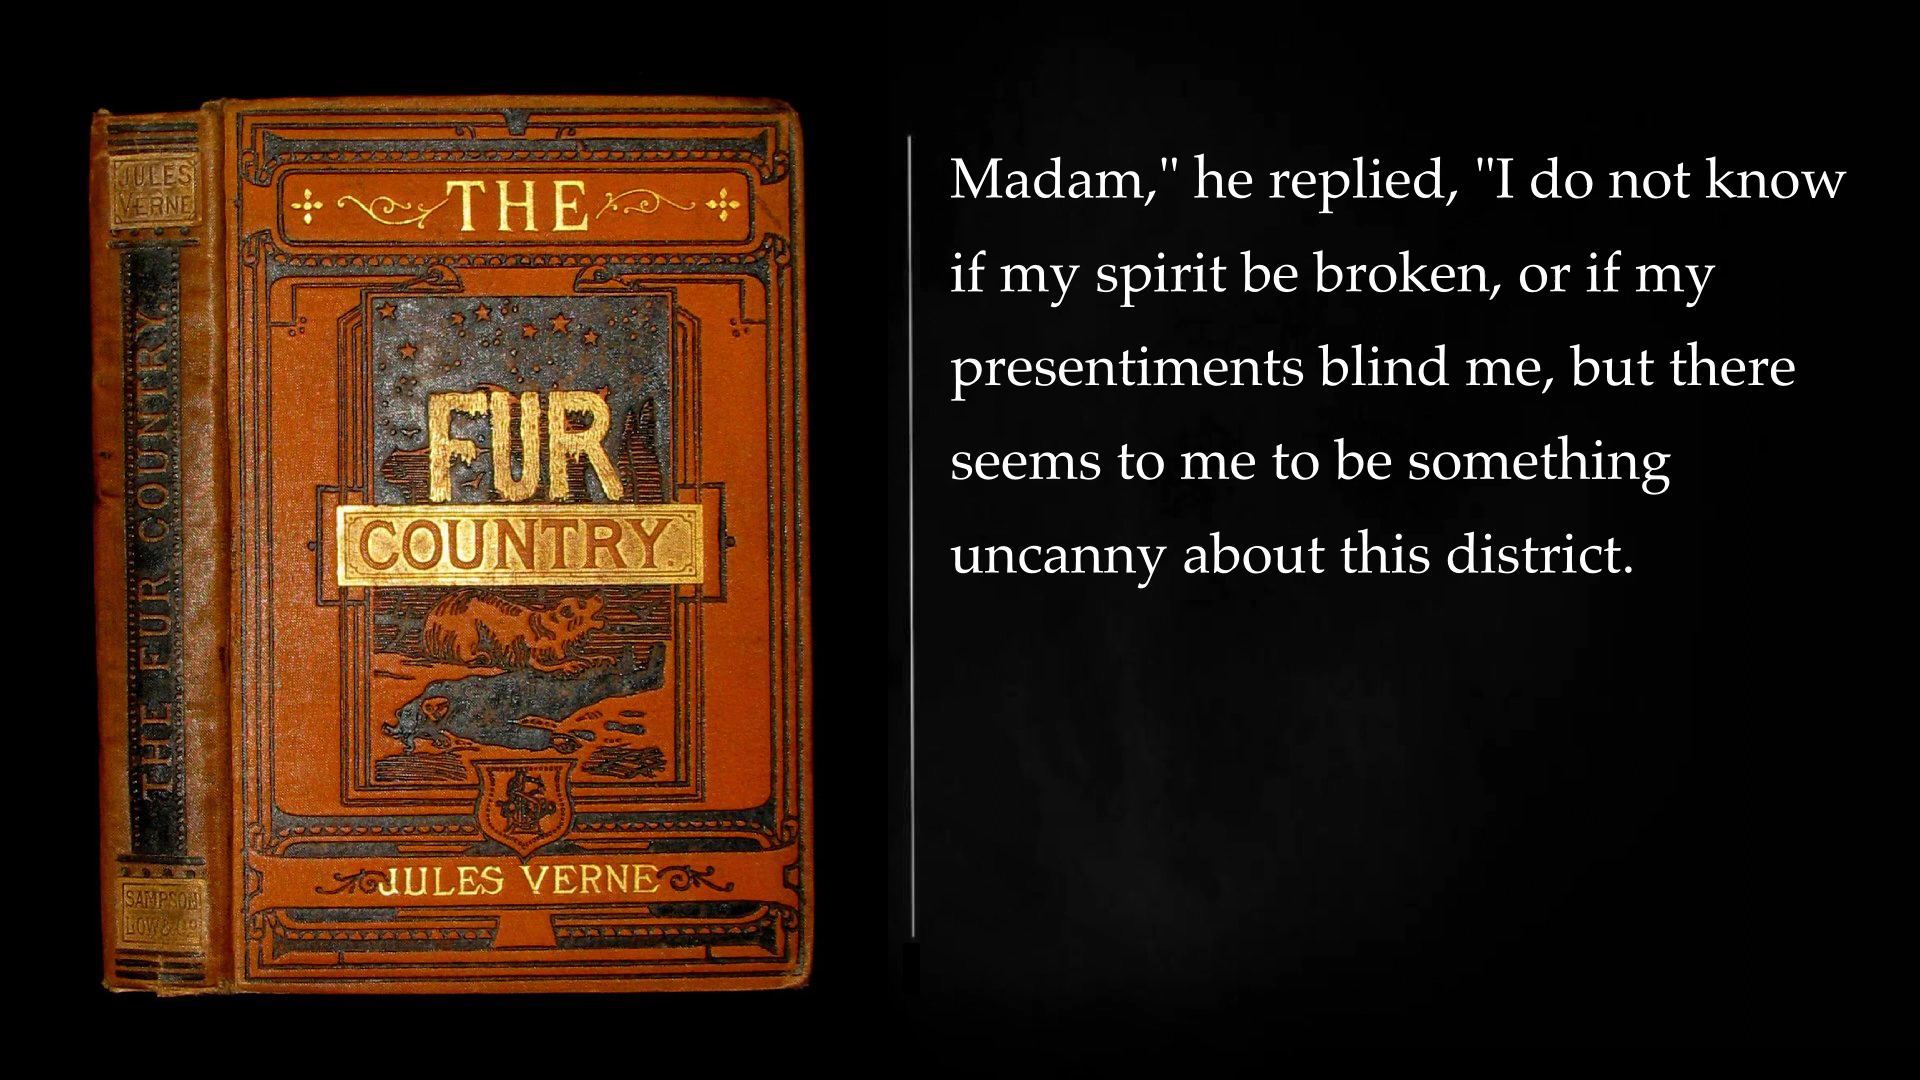 JULES
VERNE
THE FUR COUNTRY.
SAMPSON
LOW & Co
THE
FUR
COUNTRY.
JULES VERNE
Madam," he replied, "I do not know
if my spirit be broken, or if my
presentiments blind me, but there
seems to me to be something
uncanny about this district.